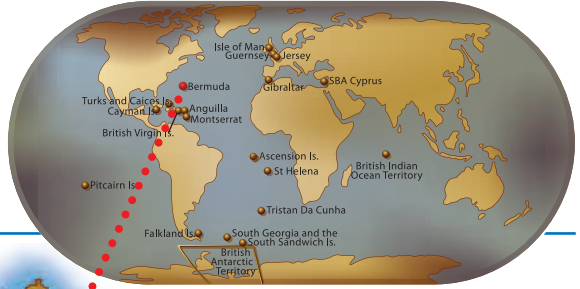 Isle of Man
Guernsey
Jersey
Bermuda
SBA Cyprus
Gibraltar
Turks and Caicos Is.
Cayman Is.
Anguilla
Montserrat
British Virgin Is.
Ascension Is.
British Indian
Ocean Territory
St Helena
Pitcairn Is.
Tristan Da Cunha
Falkland Is.
South Georgia and the
South Sandwich Is.
British
Antarctic
Territory